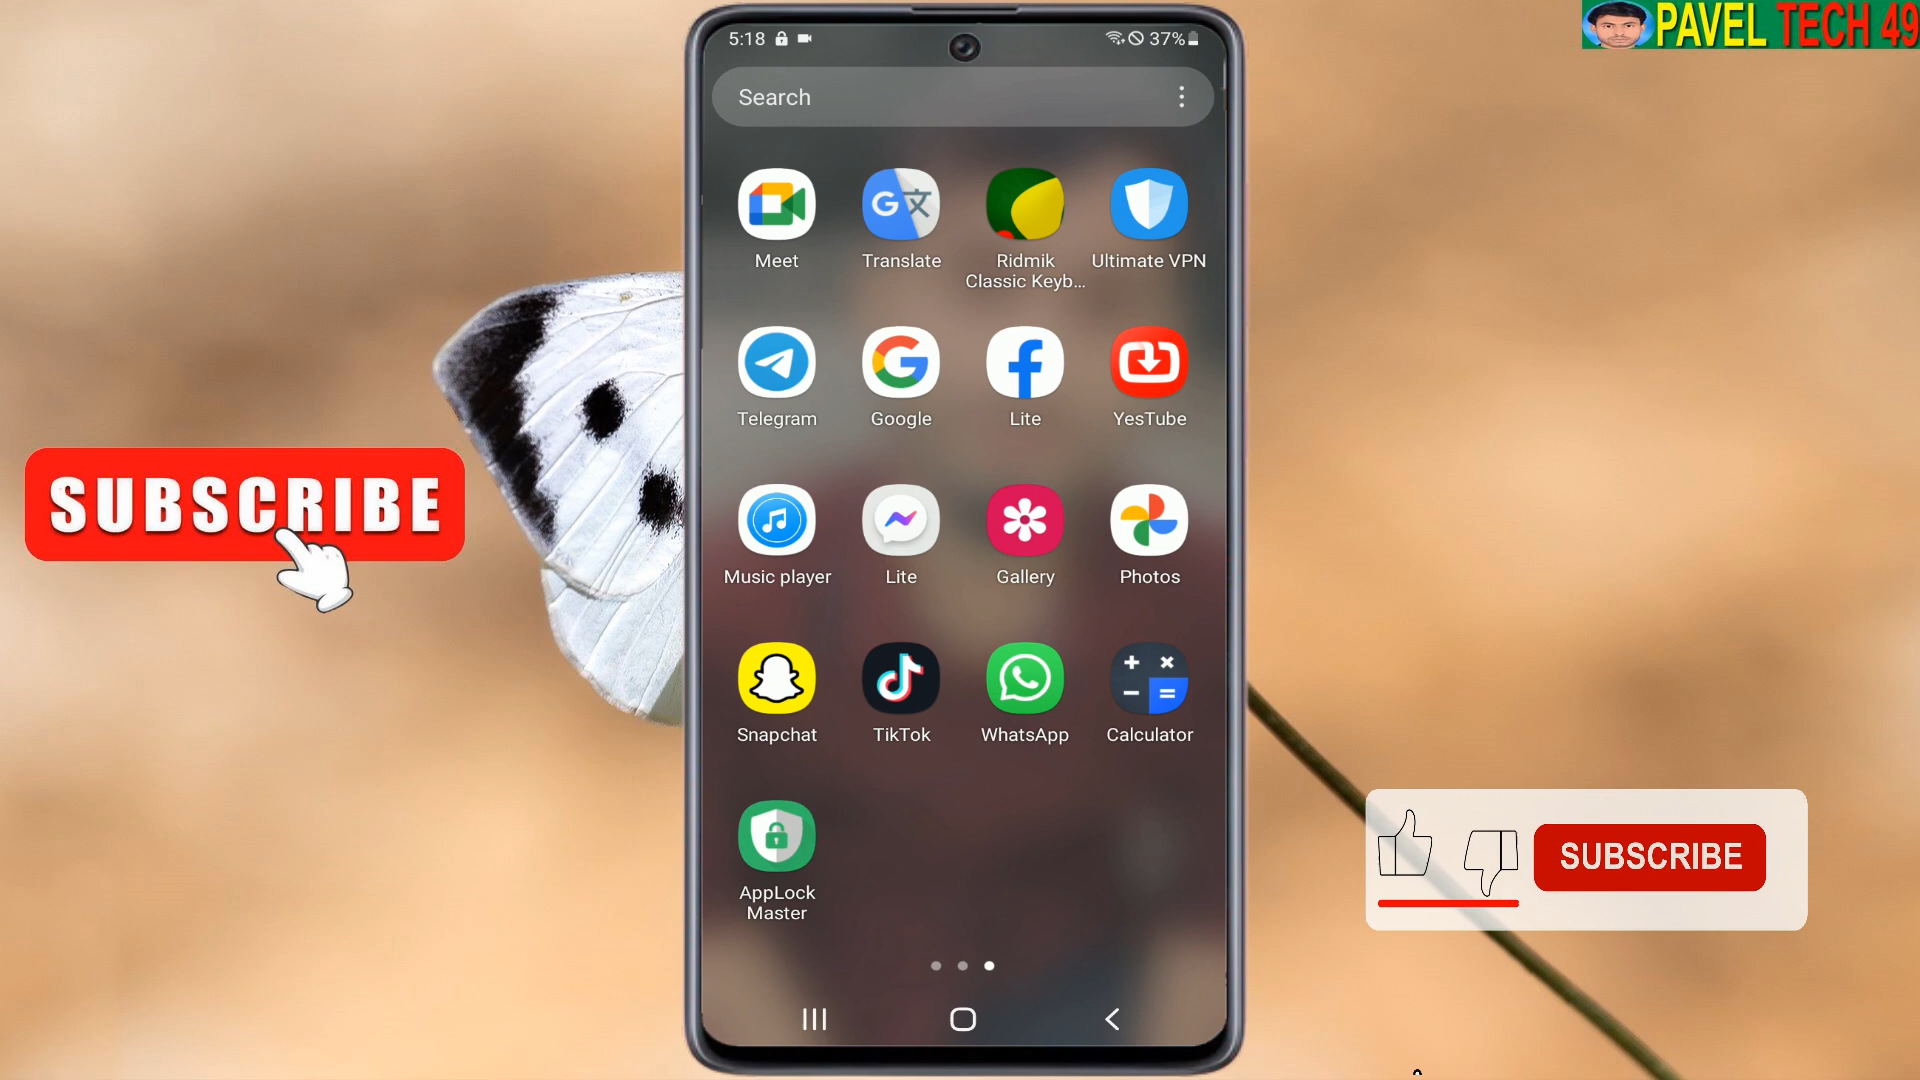 PAVEL TECH 49
5:18
37%
Search
Meet
Translate
Ridmik
Classic Keyb...
Ultimate VPN
Telegram
Google
Lite
YesTube
Music player
Lite
Gallery
Photos
Snapchat
TikTok
WhatsApp
Calculator
AppLock
Master
SUBSCRIBE
SUBSCRIBE